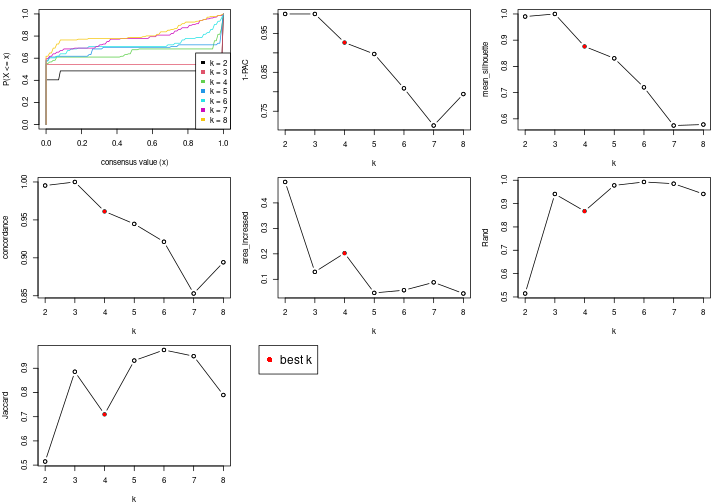 P(X <= x)
0.0 0.2 0.4 0.6 0.8 1.0
k = 2
k = 3
k = 4
k = 5
k = 6
k = 7
k = 8
0.0 0.2 0.4 0.6 0.8 1.0
consensus value (x)
1-PAC
0.75 0.85 0.95
2 3 4 5 6 7 8
k
mean_silhouette
0.6 0.7 0.8 0.9 1.0
2 3 4 5 6 7 8
k
concordance
0.85 0.90 0.95 1.00
2 3 4 5 6 7 8
k
area_increased
0.1 0.2 0.3 0.4
2 3 4 5 6 7 8
k
Rand
0.5 0.6 0.7 0.8 0.9 1.0
2 3 4 5 6 7 8
k
Jaccard
0.5 0.6 0.7 0.8 0.9
2 3 4 5 6 7 8
k
best k